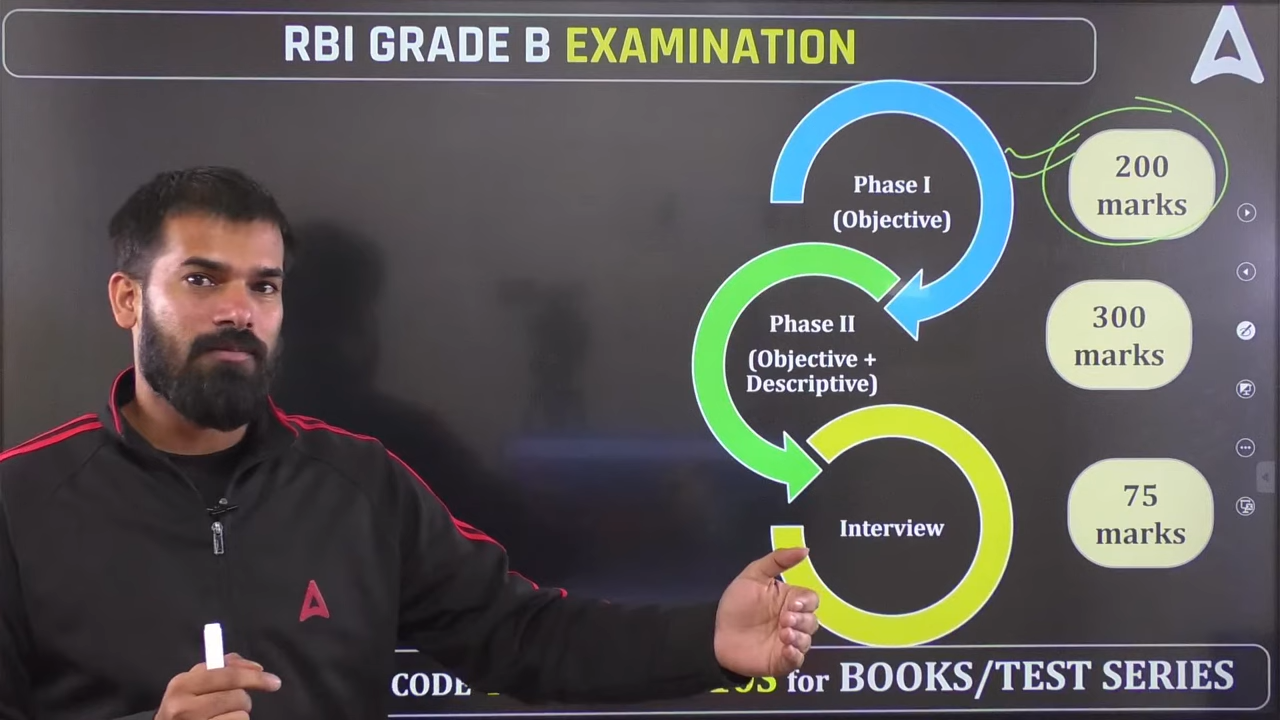 RBI GRADE B EXAMINATION
Phase I
(Objective)
200
marks
Phase II
(Objective +
Descriptive)
300
marks
Interview
75
marks
CODE for BOOKS/TEST SERIES